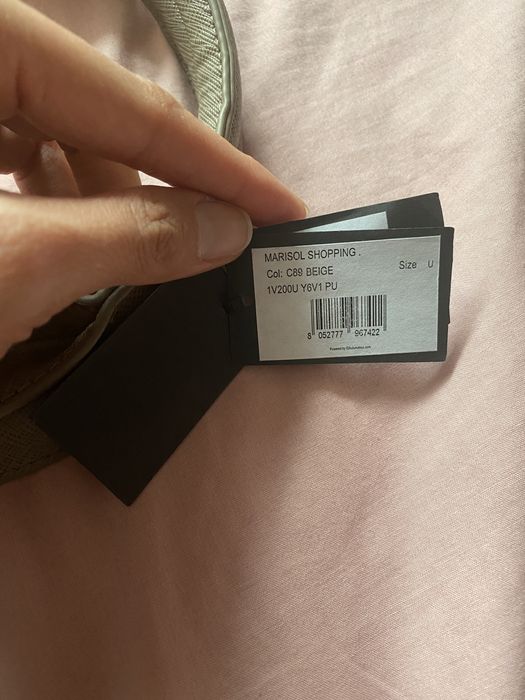 MARISOL SHOPPING .
Col: C89 BEIGE Size U
1V200U Y6V1 PU
8 052777 967422